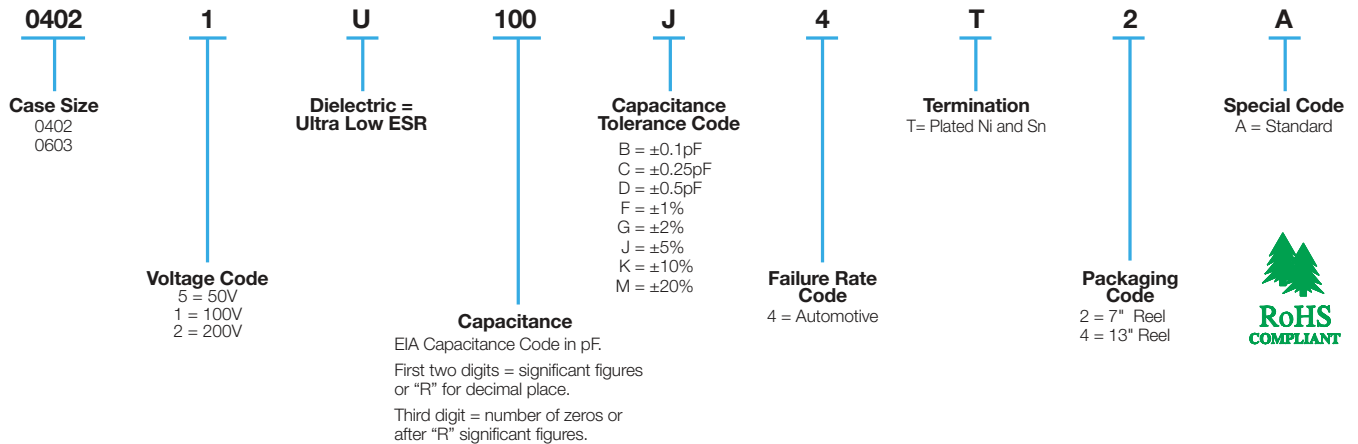 0402 1 U 100 J 4 T 2 A
Case Size
0402
0603
Voltage Code
5 = 50V
1 = 100V
2 = 200V
Dielectric =
Ultra Low ESR
Capacitance
EIA Capacitance Code in pF.
First two digits = significant figures
or “R” for decimal place.
Third digit = number of zeros or
after “R” significant figures.
Capacitance
Tolerance Code
B = ±0.1pF
C = ±0.25pF
D = ±0.5pF
F = ±1%
G = ±2%
J = ±5%
K = ±10%
M = ±20%
Failure Rate
Code
4 = Automotive
Termination
T= Plated Ni and Sn
Packaging
Code
2 = 7" Reel
4 = 13" Reel
Special Code
A = Standard
RoHS
COMPLIANT